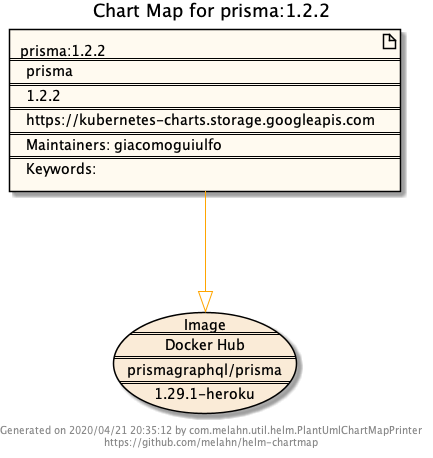 Chart Map for prisma:1.2.2
prisma:1.2.2
prisma
1.2.2
https://kubernetes-charts.storage.googleapis.com
Maintainers: giacomoguiulfo
Keywords:
Image
Docker Hub
prismagraphql/prisma
1.29.1-heroku
Generated on 2020/04/21 20:35:12 by com.melahn.util.helm.PlantUmlChartMapPrinter
https://github.com/melahn/helm-chartmap